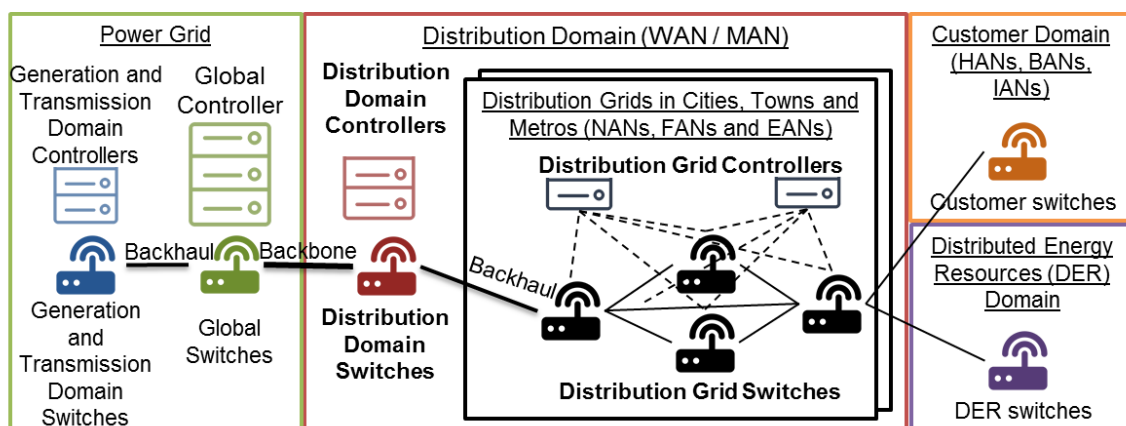 Power Grid
Generation and
Transmission
Domain
Controllers
Global
Controller
Backhaul
Backbone
Generation
and
Transmission
Domain
Switches
Global
Switches
Distribution Domain (WAN / MAN)
Distribution
Domain
Controllers
Distribution
Domain
Switches
Backhaul
Distribution Grids in Cities, Towns and
Metros (NANs, FANs and EANs)
Distribution Grid Controllers
Distribution Grid Switches
Customer Domain
(HANs, BANs,
IANs)
Customer switches
Distributed Energy
Resources (DER)
Domain
DER switches